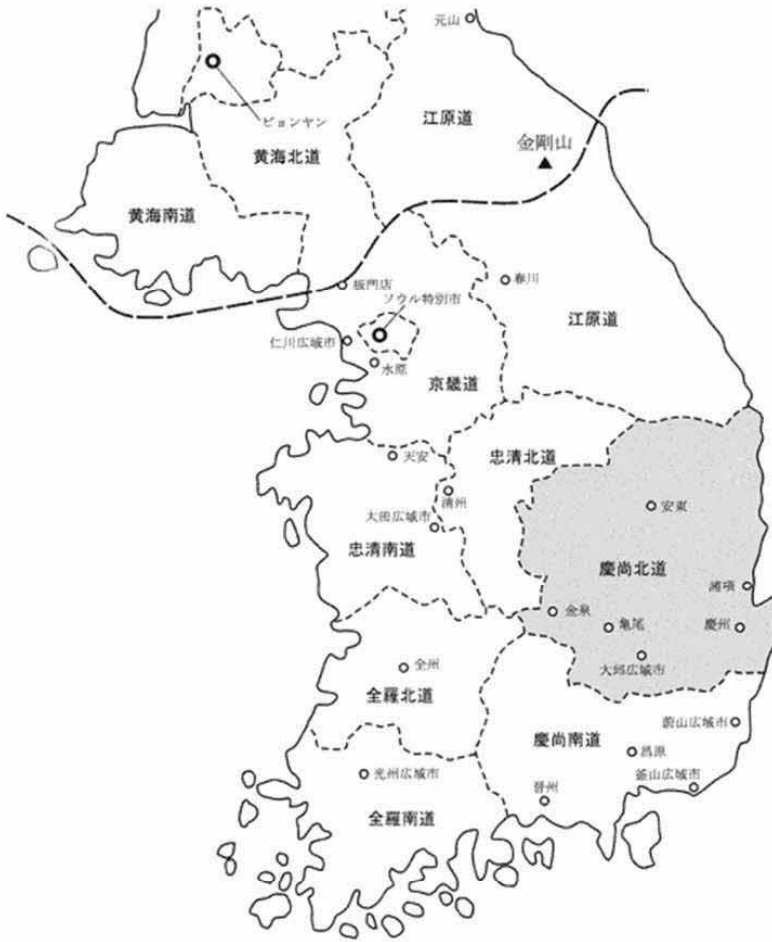 元山
ピョンヤン
江原道
金剛山
黄海北道
黄海南道
板門店
春川
ソウル特別市
江原道
仁川広域市
水原
京畿道
天安
忠清北道
清州
安東
大田広域市
忠清南道
慶尚北道
浦項
金泉
亀尾
慶州
大邱広域市
全州
全羅北道
蔚山広域市
慶尚南道
昌原
光州広域市
釜山広域市
晉州
全羅南道